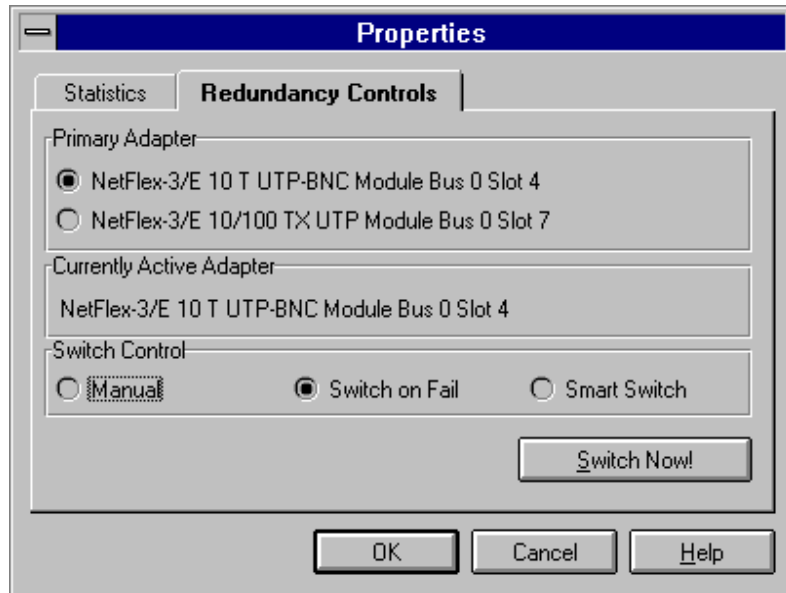 Properties
Statistics Redundancy Controls
Primary Adapter
NetFlex-3/E 10 T UTP-BNC Module Bus 0 Slot 4
NetFlex-3/E 10/100 TX UTP Module Bus 0 Slot 7
Currently Active Adapter
NetFlex-3/E 10 T UTP-BNC Module Bus 0 Slot 4
Switch Control
Manual Switch on Fail Smart Switch
Switch Now!
OK Cancel Help